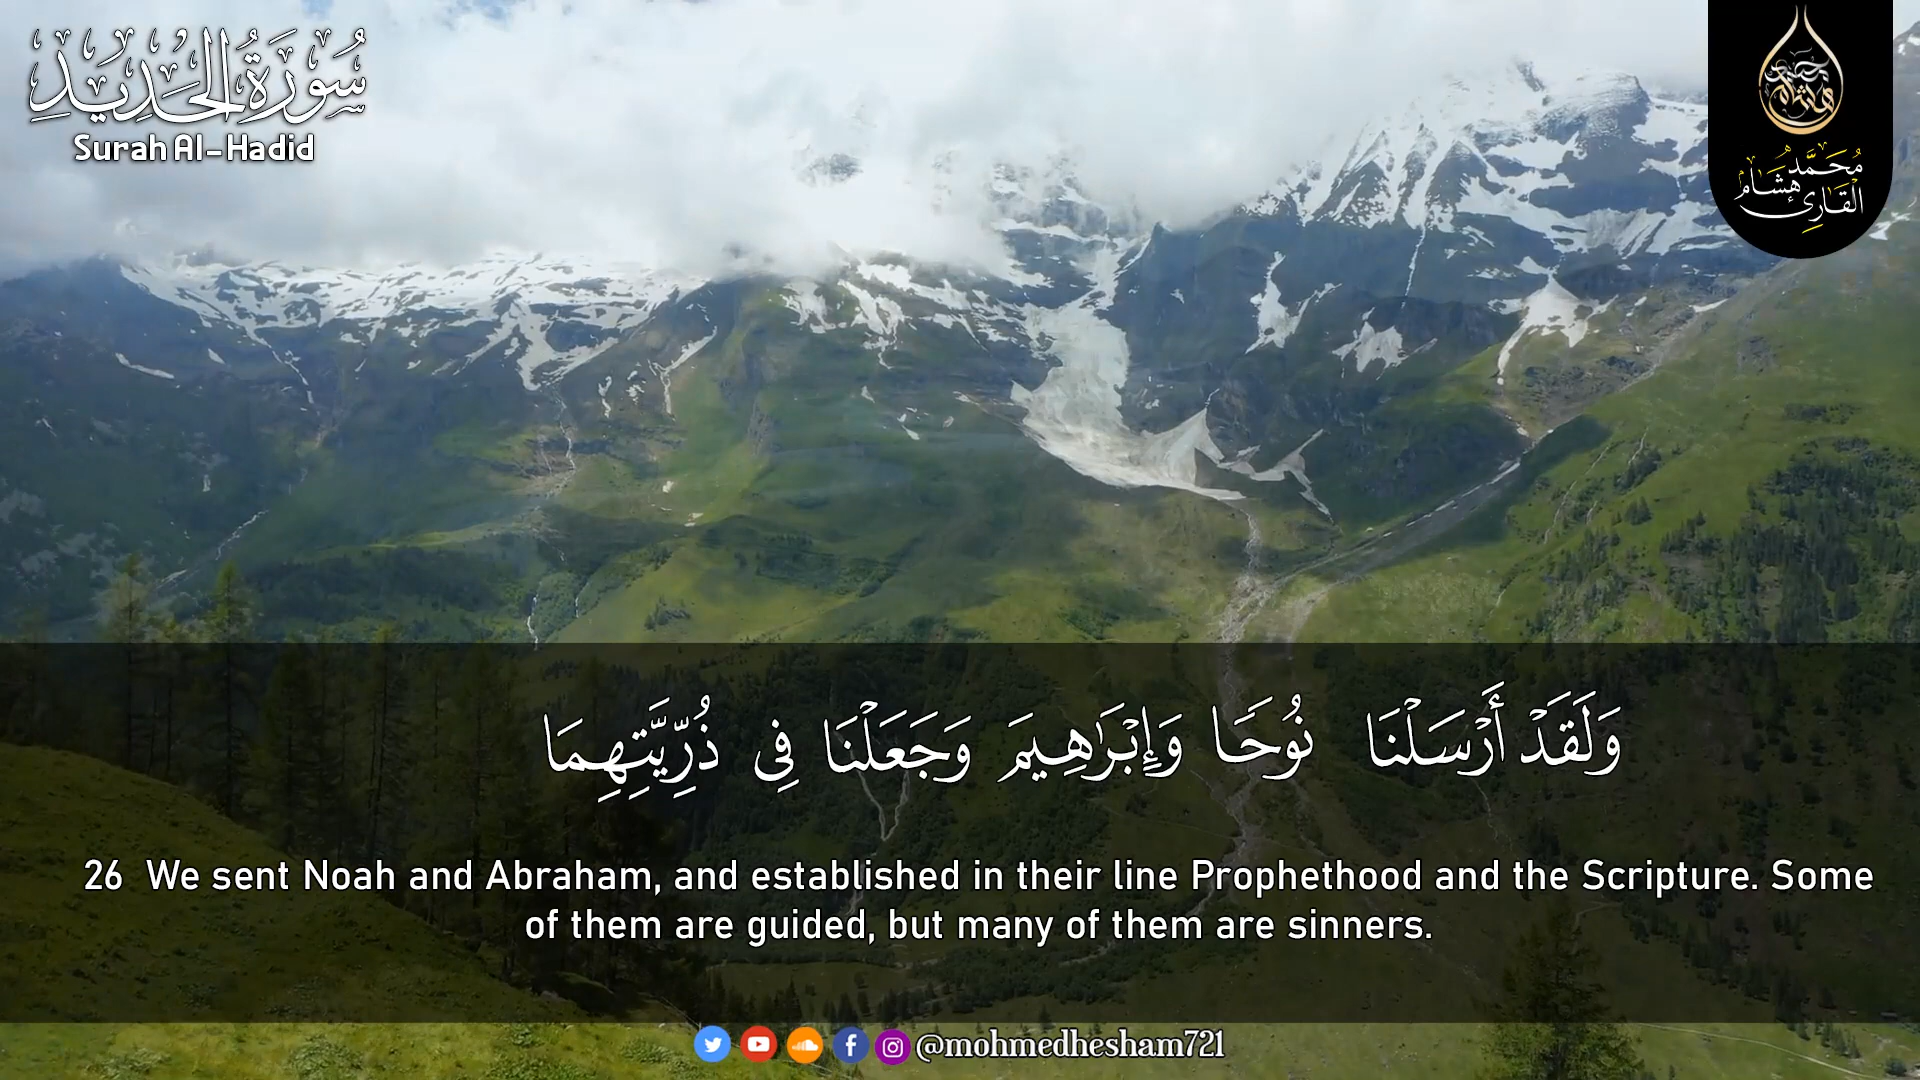 سُورَةُ الحَدِيدِ
Surah Al-Hadid
مُحَمَّد هِشَام
القَارِئ
وَلَقَدْ أَرْسَلْنَا نُوحًا وَإِبْرَٰهِيمَ وَجَعَلْنَا فِى ذُرِّيَّتِهِمَا
26 We sent Noah and Abraham, and established in their line Prophethood and the Scripture. Some
of them are guided, but many of them are sinners.
@mohmedhesham721